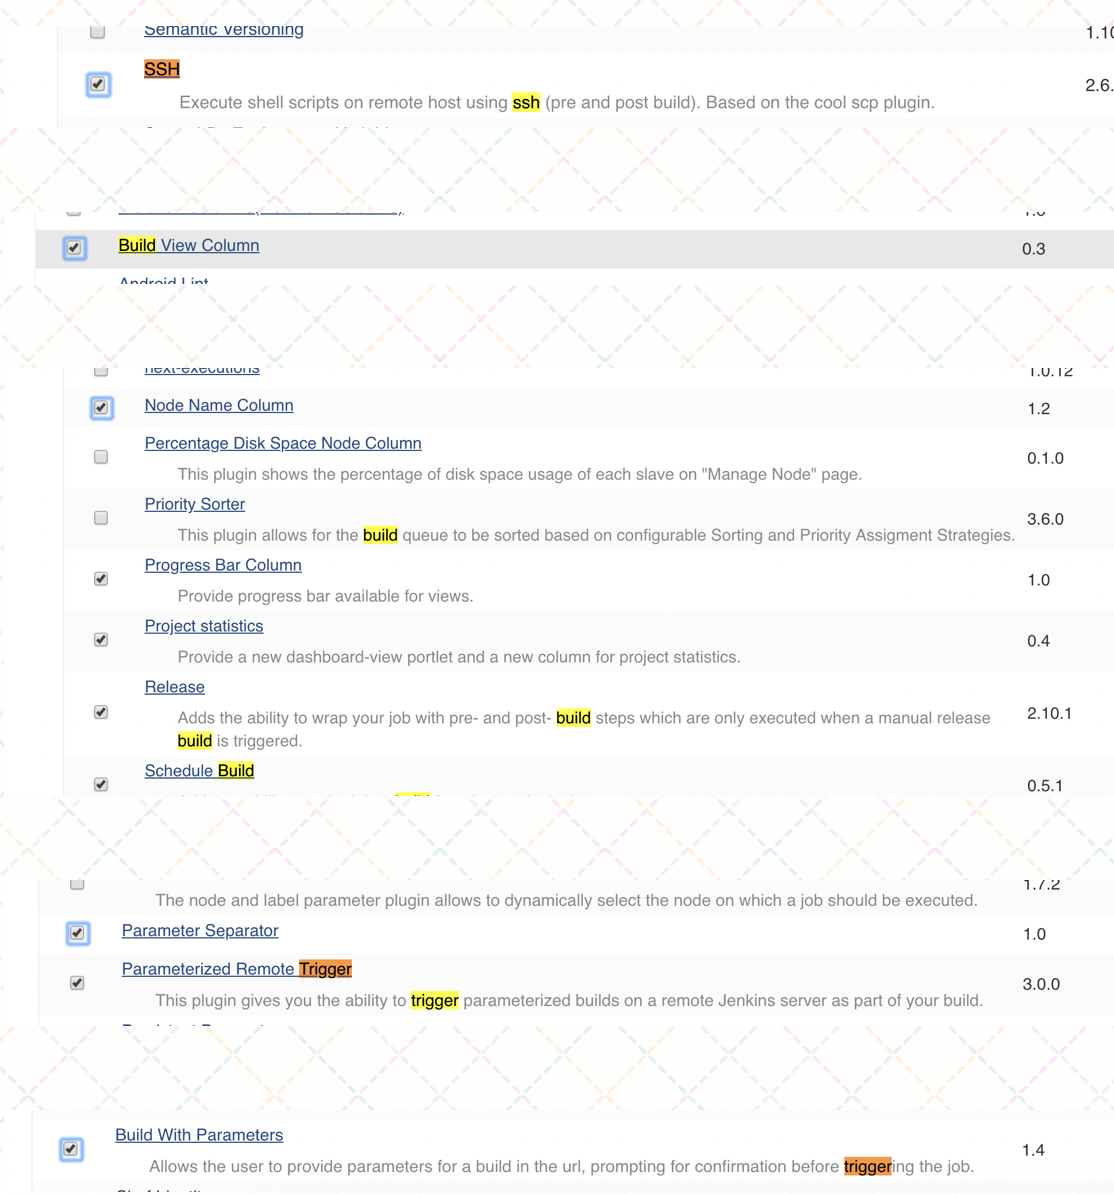 Semantic Versioning
1.10
SSH
Execute shell scripts on remote host using ssh (pre and post build). Based on the cool scp plugin.
2.6.
Build View Column
0.3
Android Lint
next-executions
1.0.12
Node Name Column
1.2
Percentage Disk Space Node Column
This plugin shows the percentage of disk space usage of each slave on "Manage Node" page.
0.1.0
Priority Sorter
This plugin allows for the build queue to be sorted based on configurable Sorting and Priority Assigment Strategies.
3.6.0
Progress Bar Column
Provide progress bar available for views.
1.0
Project statistics
Provide a new dashboard-view portlet and a new column for project statistics.
0.4
Release
Adds the ability to wrap your job with pre- and post- build steps which are only executed when a manual release
build is triggered.
2.10.1
Schedule Build
0.5.1
1.7.2
The node and label parameter plugin allows to dynamically select the node on which a job should be executed.
Parameter Separator
1.0
Parameterized Remote Trigger
This plugin gives you the ability to trigger parameterized builds on a remote Jenkins server as part of your build.
3.0.0
Build With Parameters
Allows the user to provide parameters for a build in the url, prompting for confirmation before triggering the job.
1.4